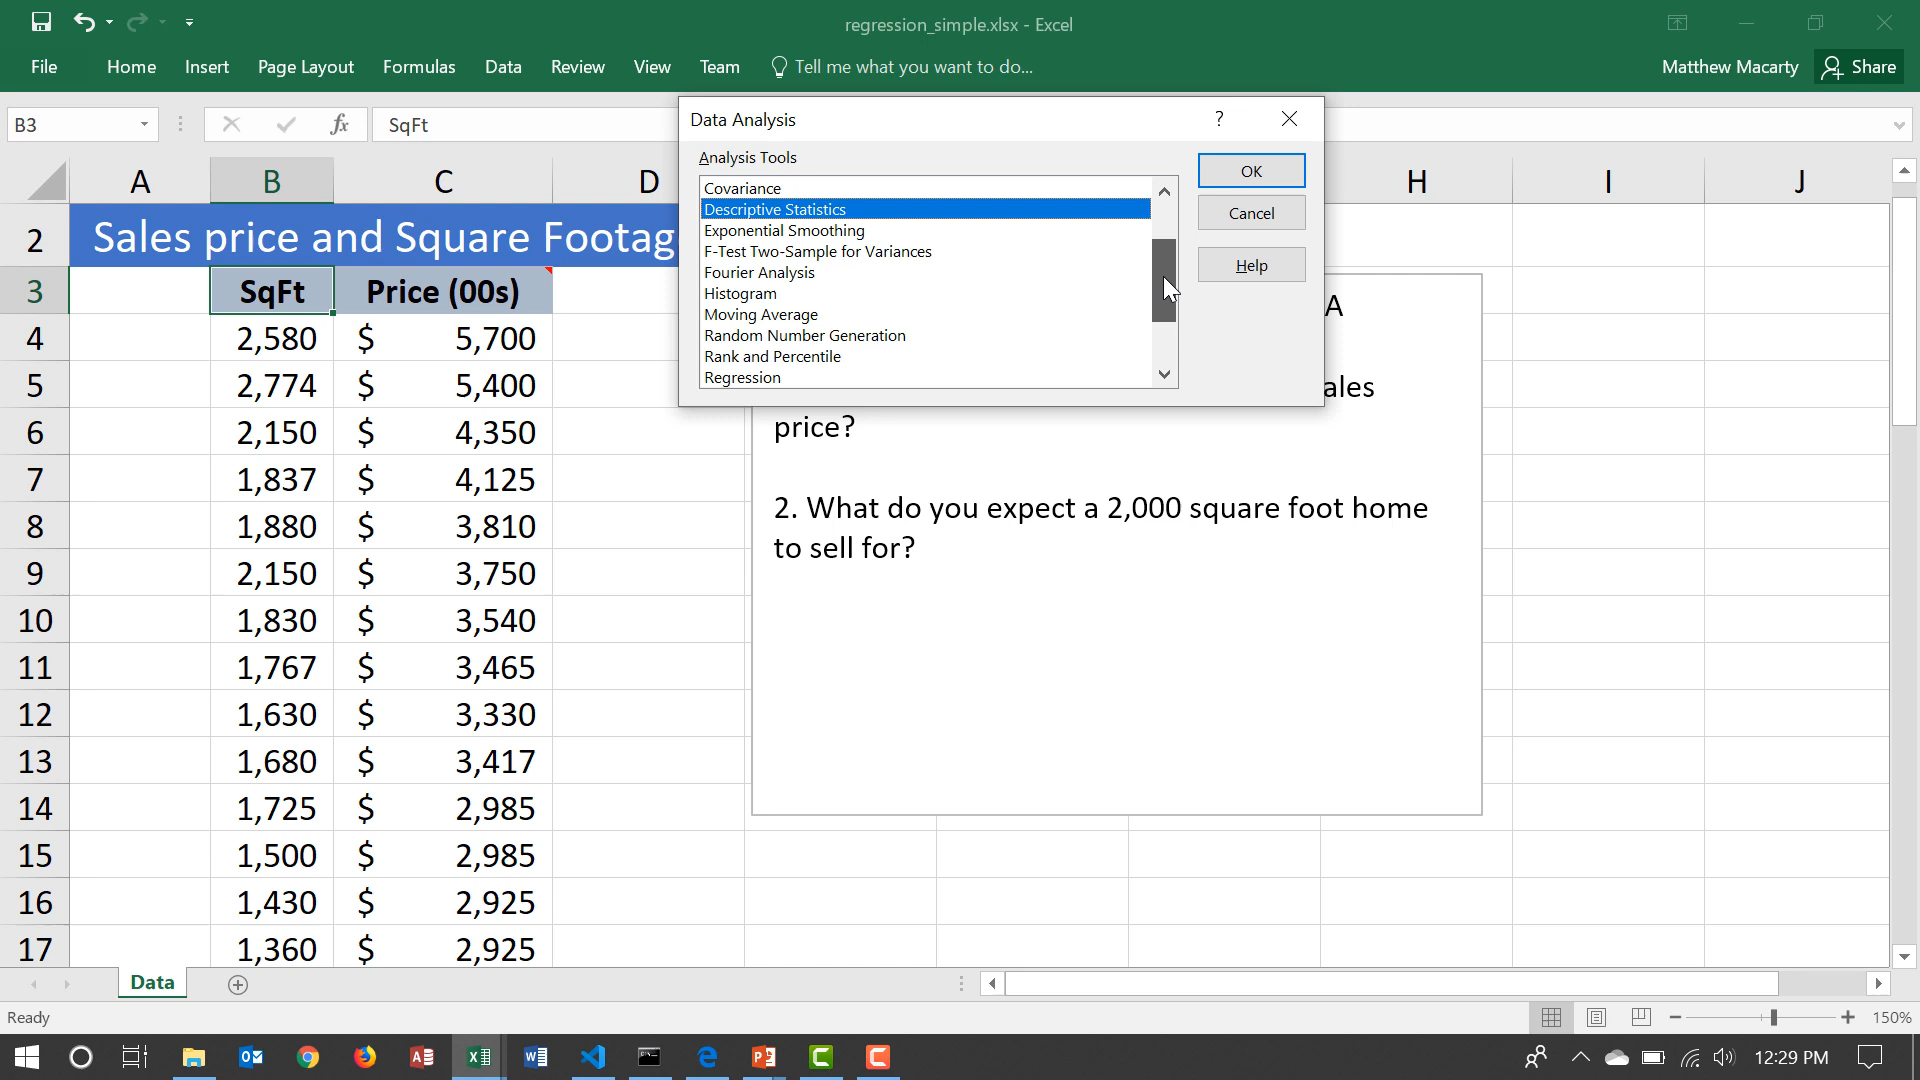 regression_simple.xlsx - Excel
File Home Insert Page Layout Formulas Data Review View Team Tell me what you want to do... Matthew Macarty Share
B3 fx SqFt
Data Analysis ?
Analysis Tools
Covariance
Descriptive Statistics
Exponential Smoothing
F-Test Two-Sample for Variances
Fourier Analysis
Histogram
Moving Average
Random Number Generation
Rank and Percentile
Regression
OK
Cancel
Help
A B C D H I J
2 Sales price and Square Footag
3 SqFt Price (00s)
4 2,580 $ 5,700
5 2,774 $ 5,400
6 2,150 $ 4,350
7 1,837 $ 4,125
8 1,880 $ 3,810
9 2,150 $ 3,750
10 1,830 $ 3,540
11 1,767 $ 3,465
12 1,630 $ 3,330
13 1,680 $ 3,417
14 1,725 $ 2,985
15 1,500 $ 2,985
16 1,430 $ 2,925
17 1,360 $ 2,925
A
ales
price?
2. What do you expect a 2,000 square foot home
to sell for?
Data
Ready 150%
12:29 PM